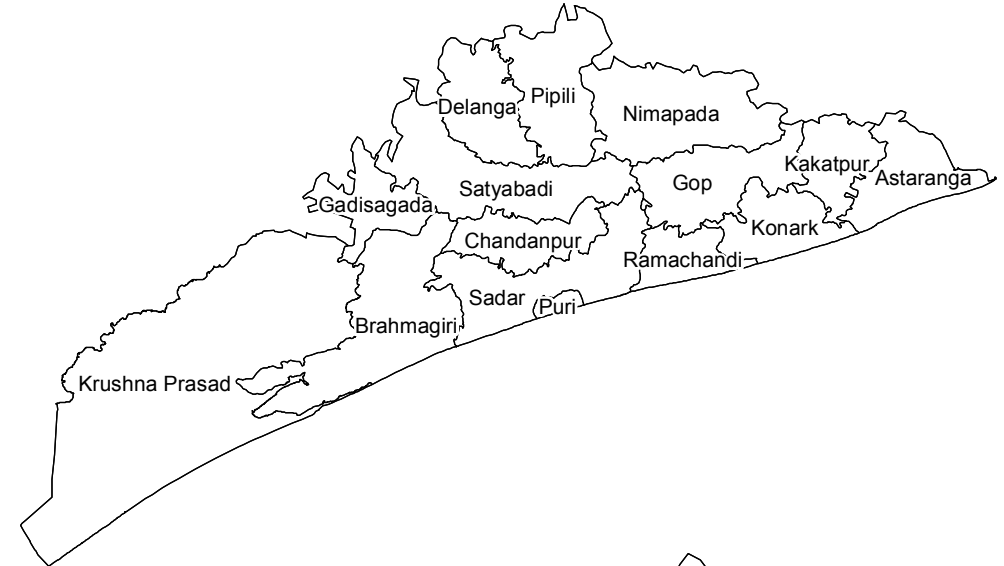 Pipili
Delanga
Nimapada
Kakatpur
Astaranga
Gop
Satyabadi
Gadisagada
Konark
Chandanpur
Ramachandi
Sadar
Puri
Brahmagiri
Krushna Prasad